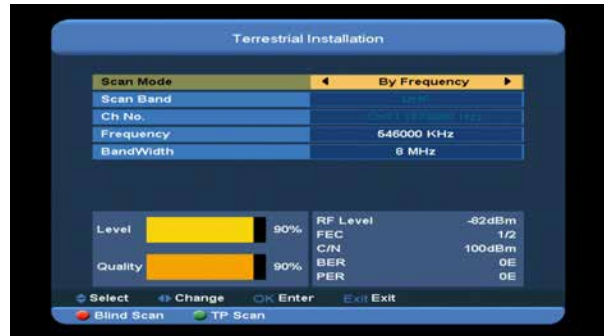 Terrestrial Installation
Scan Mode By Frequency
Scan Band UHF
Ch No.
Frequency 546000 KHz
BandWidth 8 MHz
Level 90% RF Level -82dBm
FEC 1/2
C/N 100dBm
Quality 90% BER 0E
PER 0E
Select Change OK Enter Exit Exit
Blind Scan TP Scan